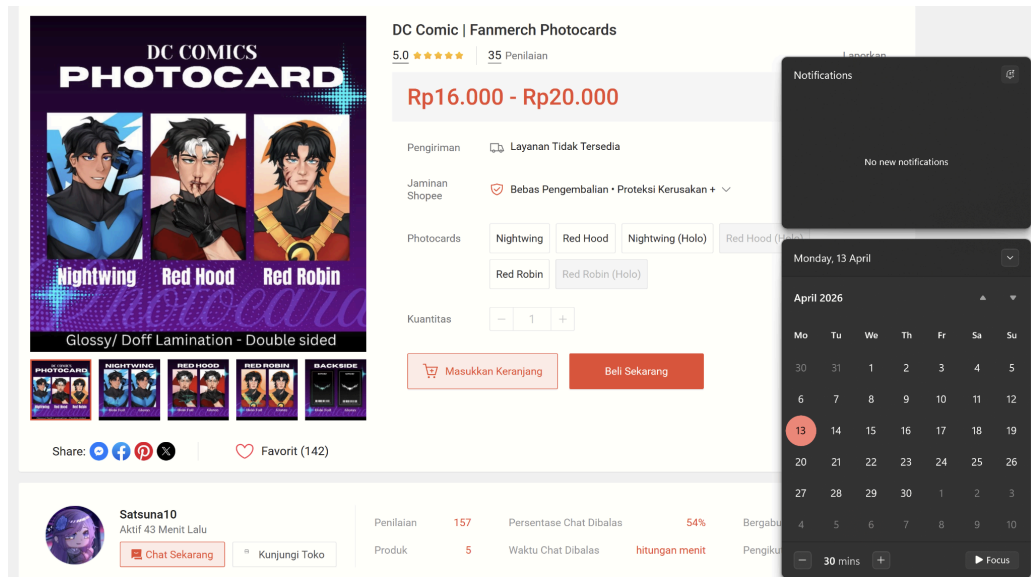 DC COMICS
PHOTOCARD
Nightwing Red Hood Red Robin
Glossy/ Doff Lamination - Double sided
DC COMICS
PHOTOCARD
NIGHTWING
RED HOOD
RED ROBIN
BACKSIDE
Share:
Favorit (142)
DC Comic | Fanmerch Photocards
5.0 35 Penilaian
Laporkan
Rp16.000 - Rp20.000
Pengiriman Layanan Tidak Tersedia
Jaminan Shopee Bebas Pengembalian • Proteksi Kerusakan +
Photocards Nightwing Red Hood Nightwing (Holo) Red Hood (Holo)
Red Robin Red Robin (Holo)
Kuantitas − 1 +
Masukkan Keranjang Beli Sekarang
Satsuna10
Aktif 43 Menit Lalu
Chat Sekarang Kunjungi Toko
Penilaian 157 Persentase Chat Dibalas 54%
Produk 5 Waktu Chat Dibalas hitungan menit
Notifications
No new notifications
Monday, 13 April
April 2026
Mo Tu We Th Fr Sa Su
30 31 1 2 3 4 5
6 7 8 9 10 11 12
13 14 15 16 17 18 19
20 21 22 23 24 25 26
27 28 29 30 1 2 3
4 5 6 7 8 9 10
− 30 mins + Focus